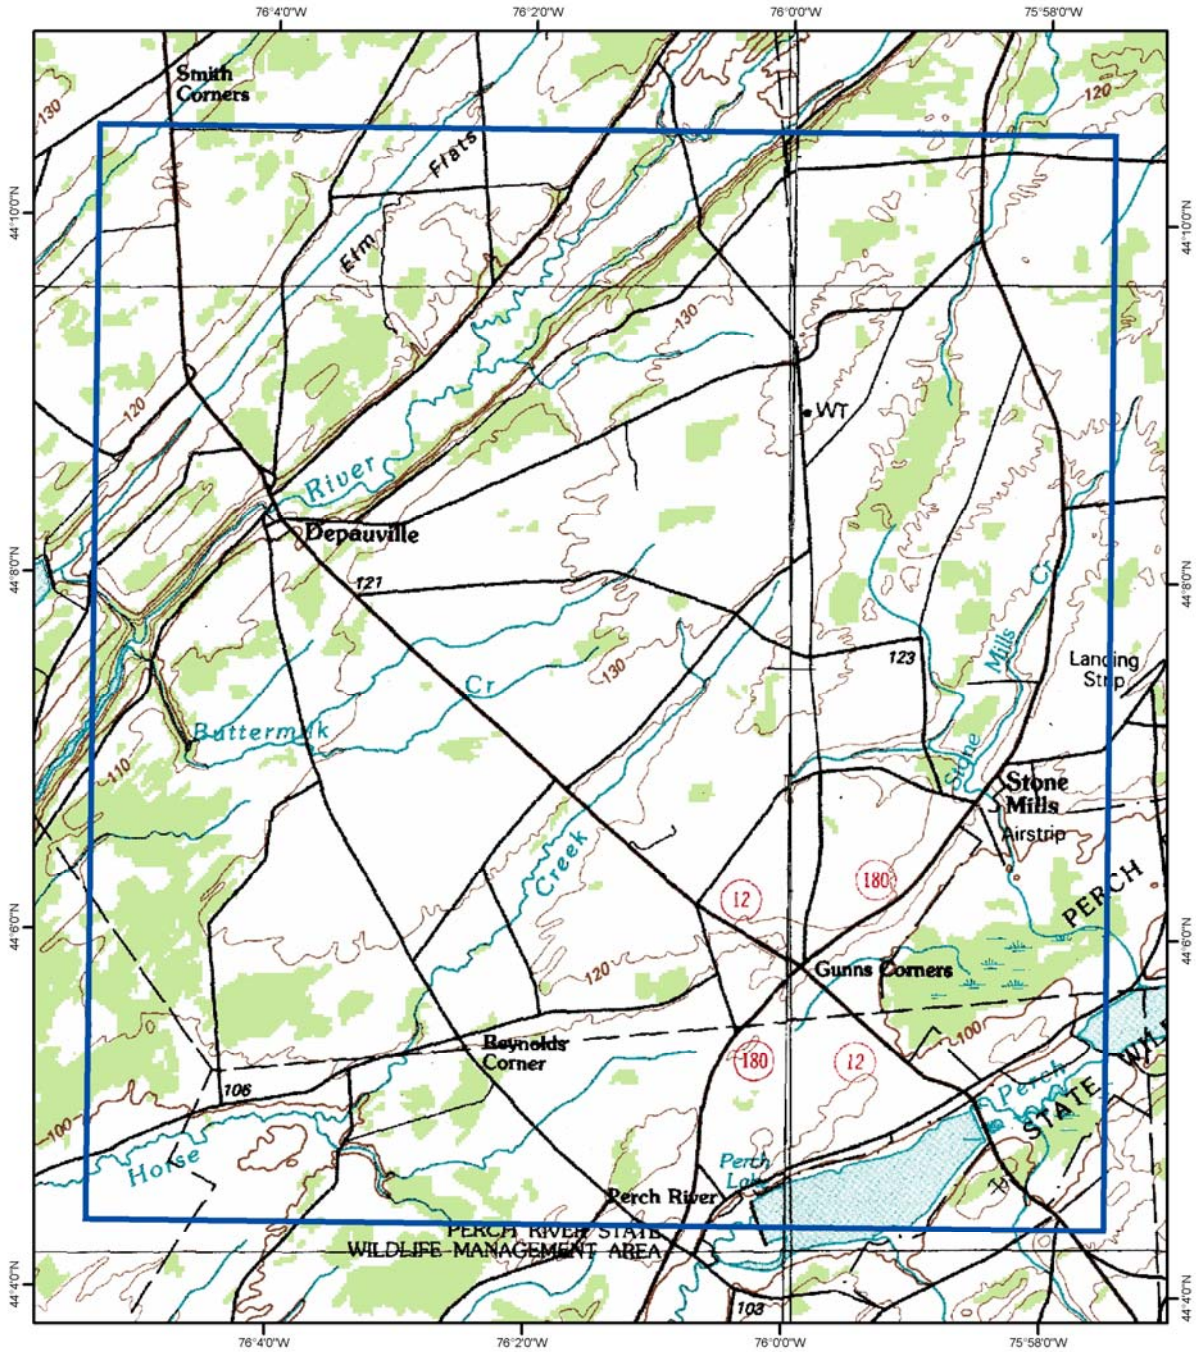 76°4'0"W
76°2'0"W
76°0'0"W
75°58'0"W
Smith
Corners
130
120
Flats
44°10'0"N
44°10'0"N
Elm
130
120
WT
River
Depauville
44°8'0"N
44°8'0"N
121
Cr
Mills
Stone
123
Landing
Strip
130
Cr
Buttermilk
110
Stone
Mills
Airstrip
Creek
12
180
PERCH
44°6'0"N
44°6'0"N
Gunns Corners
120
100
Reynolds
Corner
180
12
WIL
106
Perch
STATE
100
Horse
Perch
Lake
Perch River
PERCH RIVER STATE
WILDLIFE MANAGEMENT AREA
44°4'0"N
44°4'0"N
103
76°4'0"W
76°2'0"W
76°0'0"W
75°58'0"W